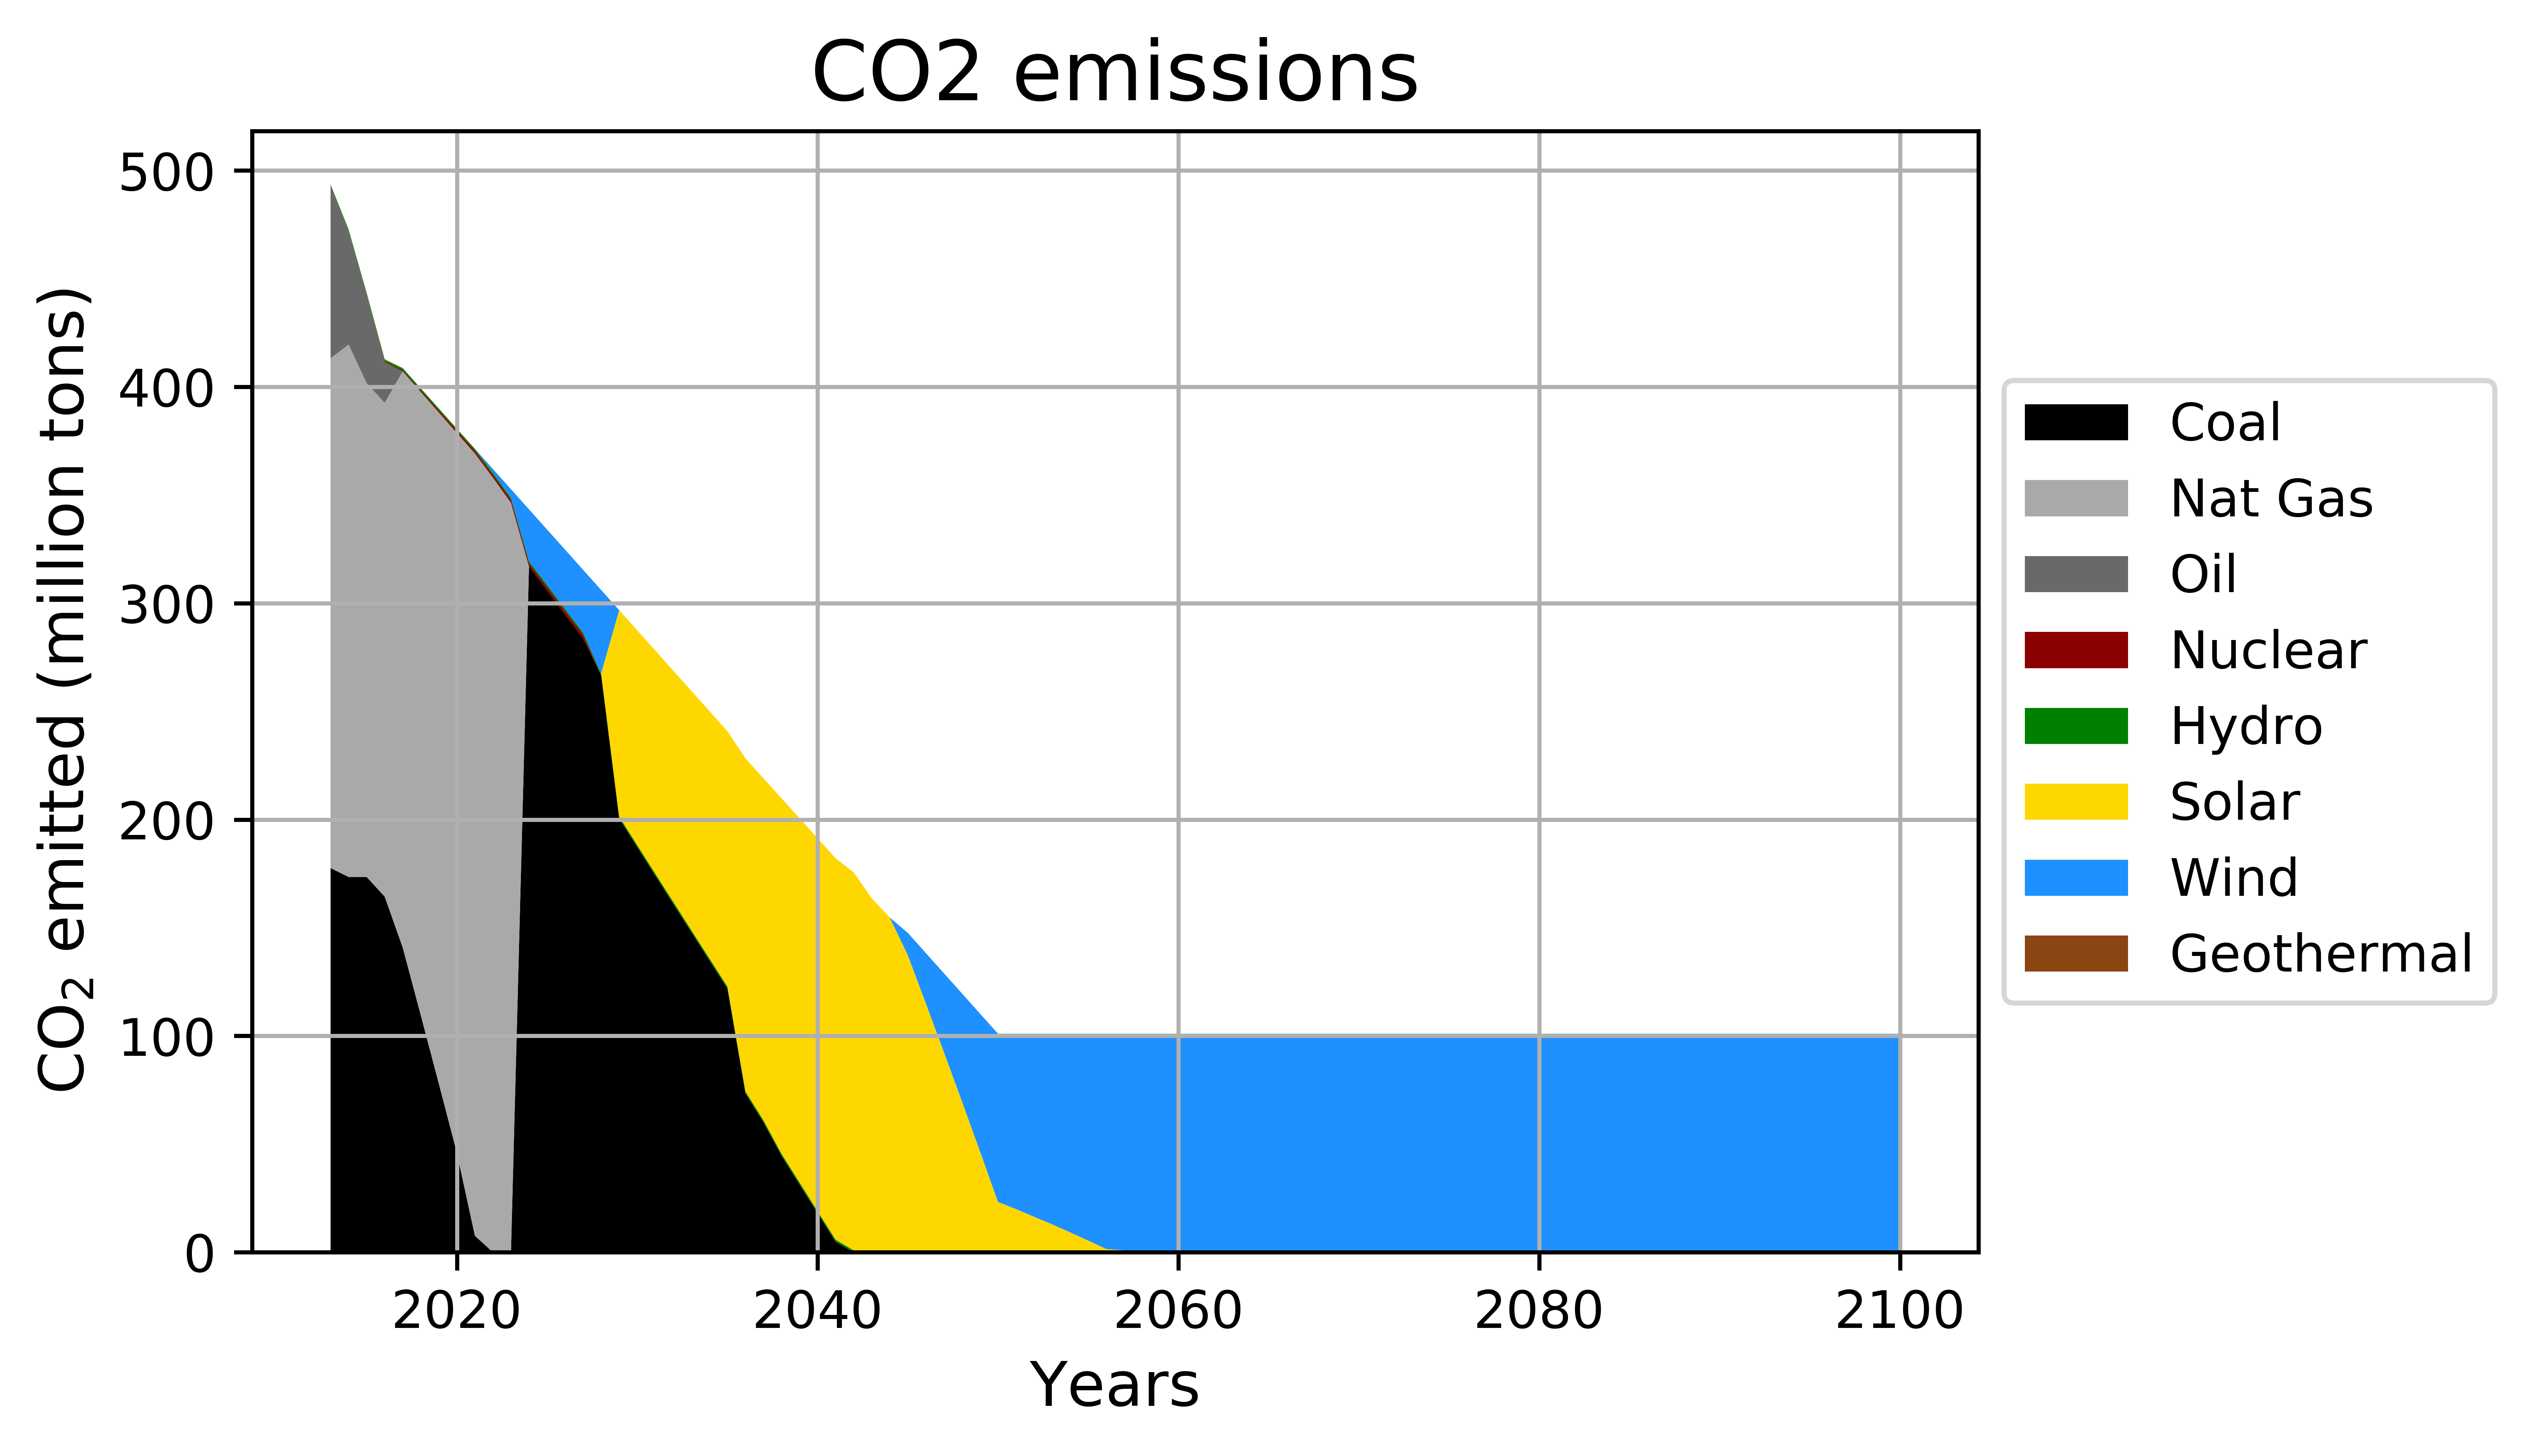 CO2 emissions
CO₂ emitted (million tons)
500
400
300
200
100
0
2020 2040 2060 2080 2100
Years
Coal
Nat Gas
Oil
Nuclear
Hydro
Solar
Wind
Geothermal